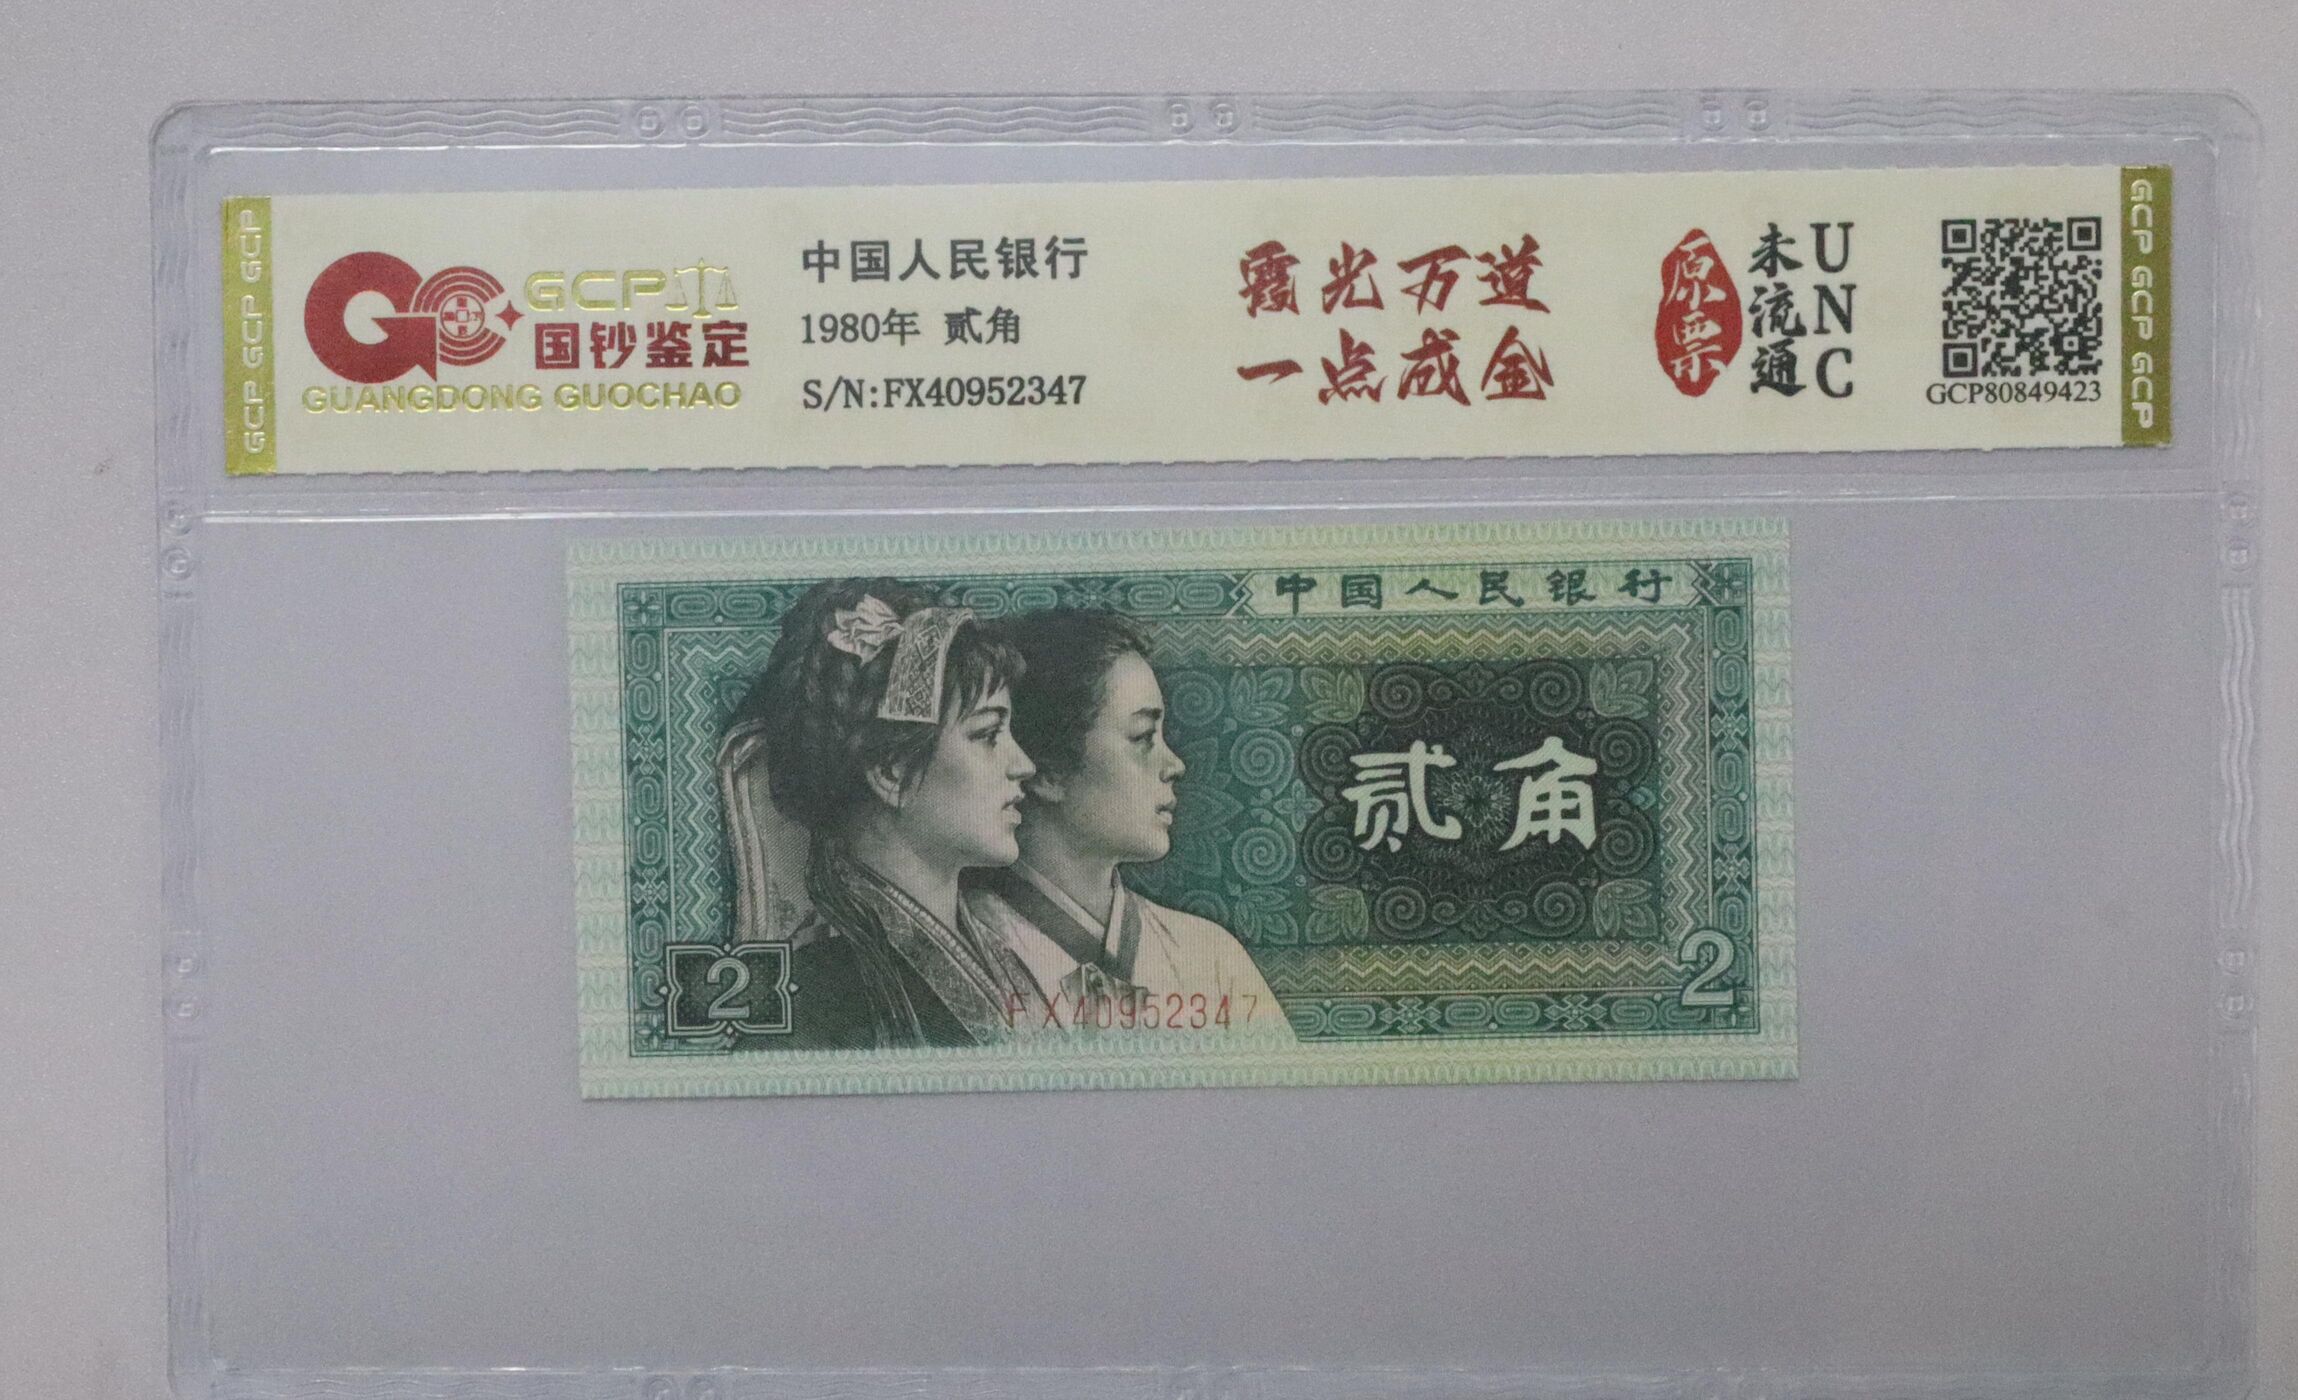 GCP GCP GCP
GCP
国钞鉴定
GUANGDONG GUOCHAO
中国人民银行
1980年 贰角
S/N:FX40952347
霞光万道
一点成金
原票
未流通
UNC
GCP80849423
GCP GCP GCP
中国人民银行
贰角
2
2
FX40952347